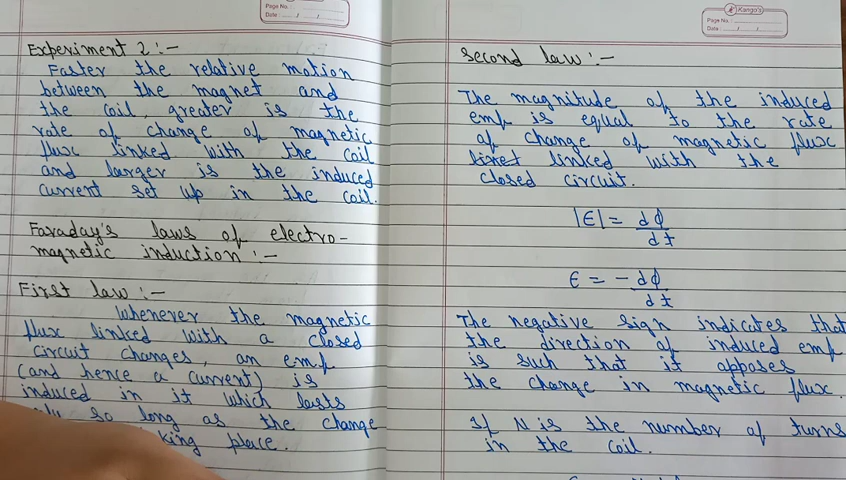 Page No.
Date :
Experiment 2 :-
Faster the relative motion
between the magnet and
the coil, greater is the
rate of change of magnetic
flux linked with the coil
and larger is the induced
current set up in the coil.
Faraday's laws of electro-
magnetic induction :-
First law :-
Whenever the magnetic
flux linked with a closed
circuit changes, an emf
(and hence a current) is
induced in it which lasts
so long as the change
king place.
Kango's
Page No.
Date :
Second law :-
The magnitude of the induced
emf is equal to the rate
of change of magnetic flux
linked with the
closed circuit.
|ϵ| = dϕ
dt
ϵ = -dϕ
dt
The negative sign indicates that
the direction of induced emf
is such that it apposes
the change in magnetic flux.
If N is the number of turns
in the coil.